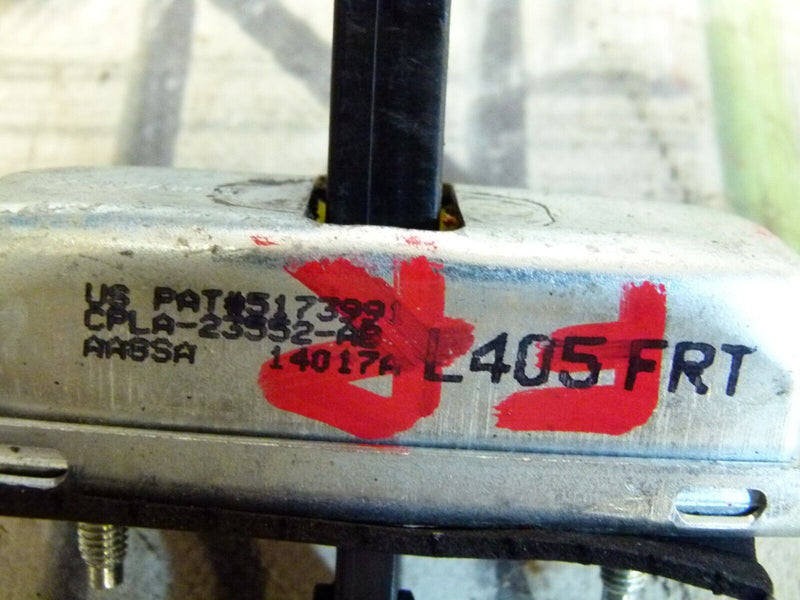 US PAT#5173991
CPLA-23552-AB
AA8SA 14017A
L405 FRT